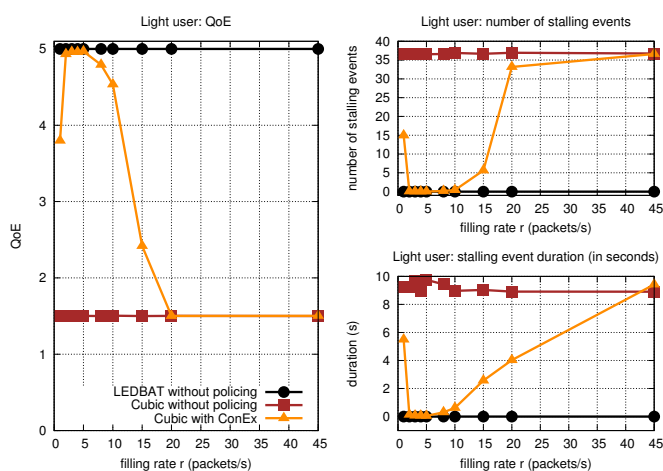 Light user: QoE
5
4
3
2
1
0
QoE
LEDBAT without policing
Cubic without policing
Cubic with ConEx
0 5 10 15 20 25 30 35 40 45
filling rate r (packets/s)
Light user: number of stalling events
40
35
30
25
20
15
10
5
0
number of stalling events
0 5 10 15 20 25 30 35 40 45
filling rate r (packets/s)
Light user: stalling event duration (in seconds)
10
8
6
4
2
0
duration (s)
0 5 10 15 20 25 30 35 40 45
filling rate r (packets/s)